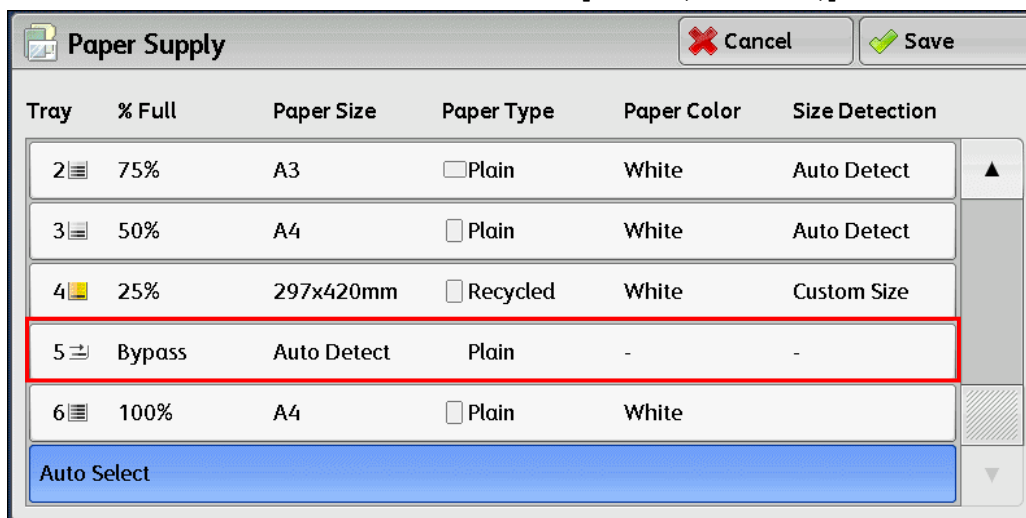 Paper Supply Cancel Save
Tray % Full Paper Size Paper Type Paper Color Size Detection
2 75% A3 Plain White Auto Detect
3 50% A4 Plain White Auto Detect
4 25% 297x420mm Recycled White Custom Size
5 Bypass Auto Detect Plain - -
6 100% A4 Plain White
Auto Select